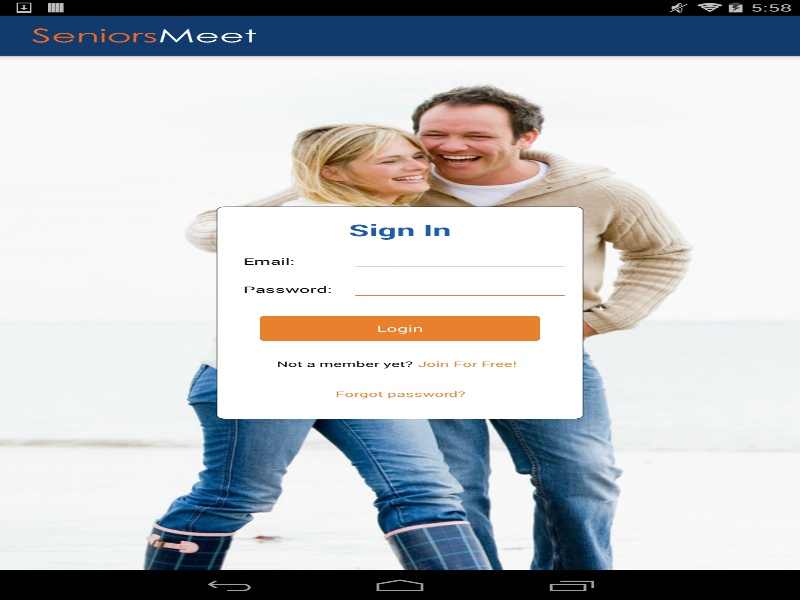 5:58
SeniorsMeet
Sign In
Email:
Password:
Login
Not a member yet? Join For Free!
Forgot password?